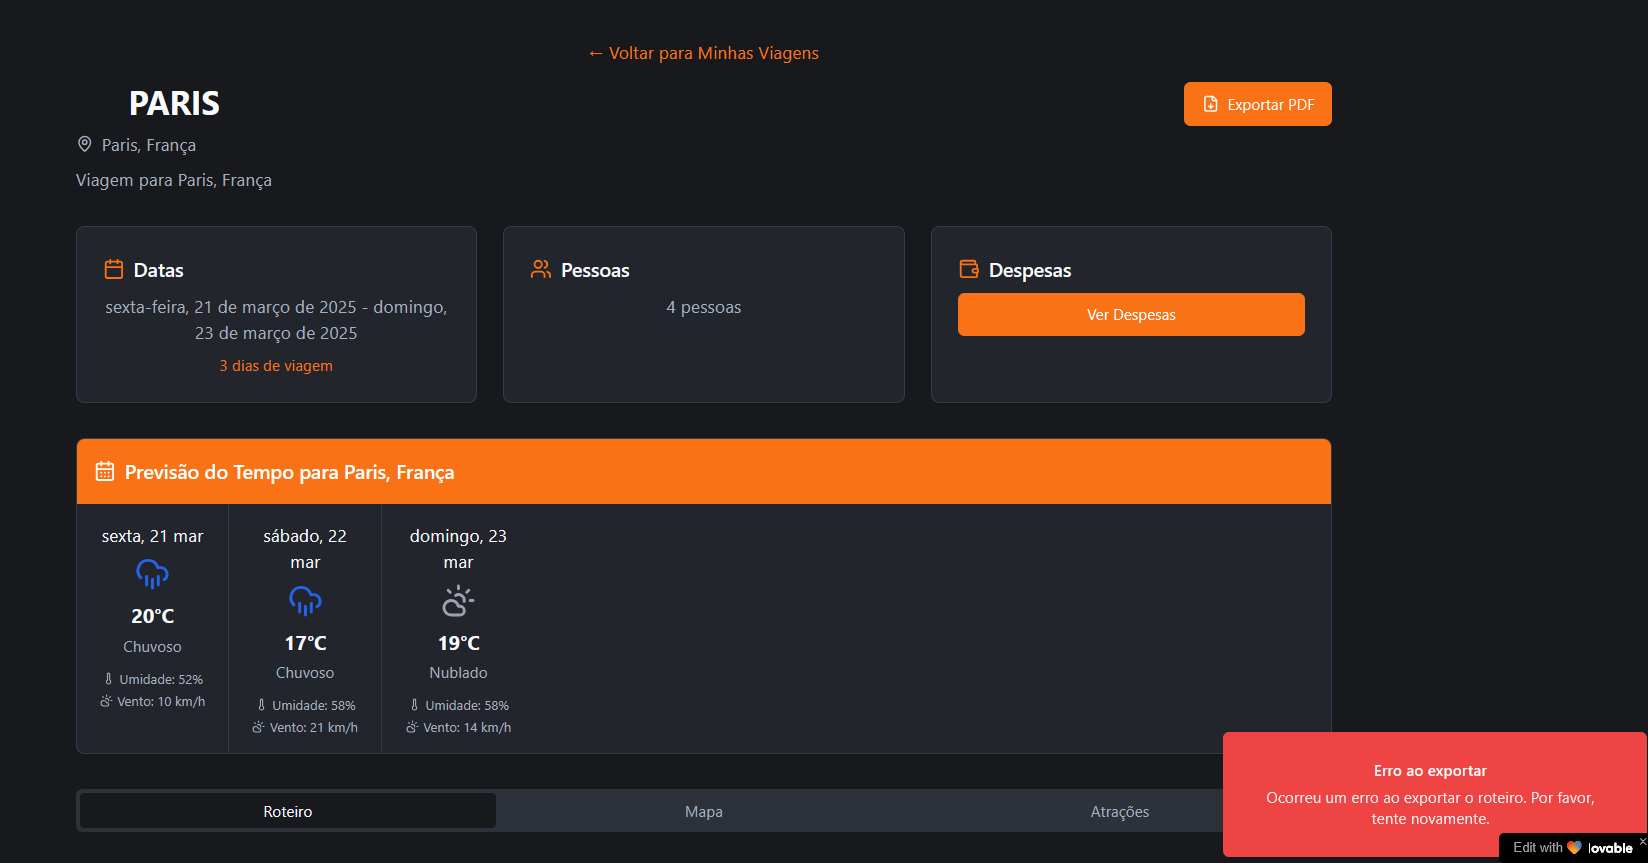 ← Voltar para Minhas Viagens
PARIS
Exportar PDF
Paris, França
Viagem para Paris, França
Datas
sexta-feira, 21 de março de 2025 - domingo,
23 de março de 2025
3 dias de viagem
Pessoas
4 pessoas
Despesas
Ver Despesas
Previsão do Tempo para Paris, França
sexta, 21 mar
20°C
Chuvoso
Umidade: 52%
Vento: 10 km/h
sábado, 22
mar
17°C
Chuvoso
Umidade: 58%
Vento: 21 km/h
domingo, 23
mar
19°C
Nublado
Umidade: 58%
Vento: 14 km/h
Roteiro
Mapa
Atrações
Erro ao exportar
Ocorreu um erro ao exportar o roteiro. Por favor,
tente novamente.
Edit with lovable